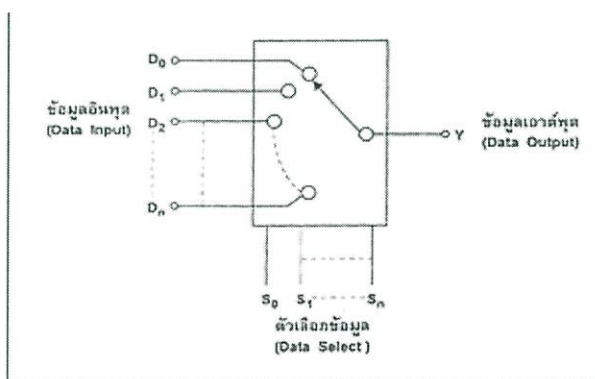 D0
D1
ข้อมูลอินพุต
(Data Input)
D2
Dn
Y
ข้อมูลเอาต์พุต
(Data Output)
S0 S1 Sn
ตัวเลือกข้อมูล
(Data Select)